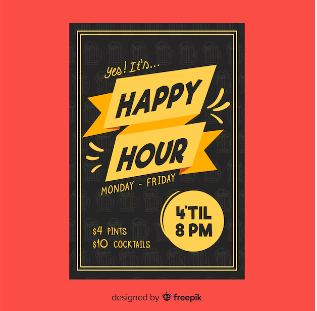 Yes! It's...
HAPPY
HOUR
MONDAY - FRIDAY
4'TIL
8 PM
$4 PINTS
$10 COCKTAILS
designed by freepik